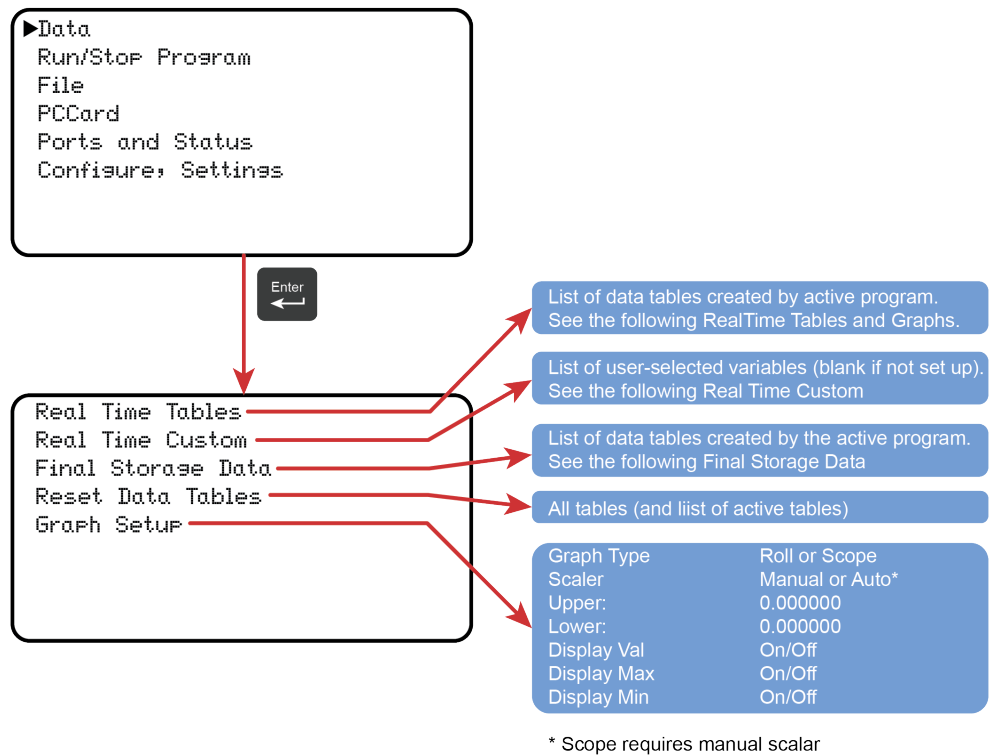 ▶Data
Run/Stop Program
File
PCCard
Ports and Status
Configure, Settings
Enter
List of data tables created by active program.
See the following RealTime Tables and Graphs.
List of user-selected variables (blank if not set up).
See the following Real Time Custom
Real Time Tables
Real Time Custom
Final Storage Data
Reset Data Tables
Graph Setup
List of data tables created by the active program.
See the following Final Storage Data
All tables (and liist of active tables)
Graph Type Roll or Scope
Scaler Manual or Auto*
Upper: 0.000000
Lower: 0.000000
Display Val On/Off
Display Max On/Off
Display Min On/Off
* Scope requires manual scalar